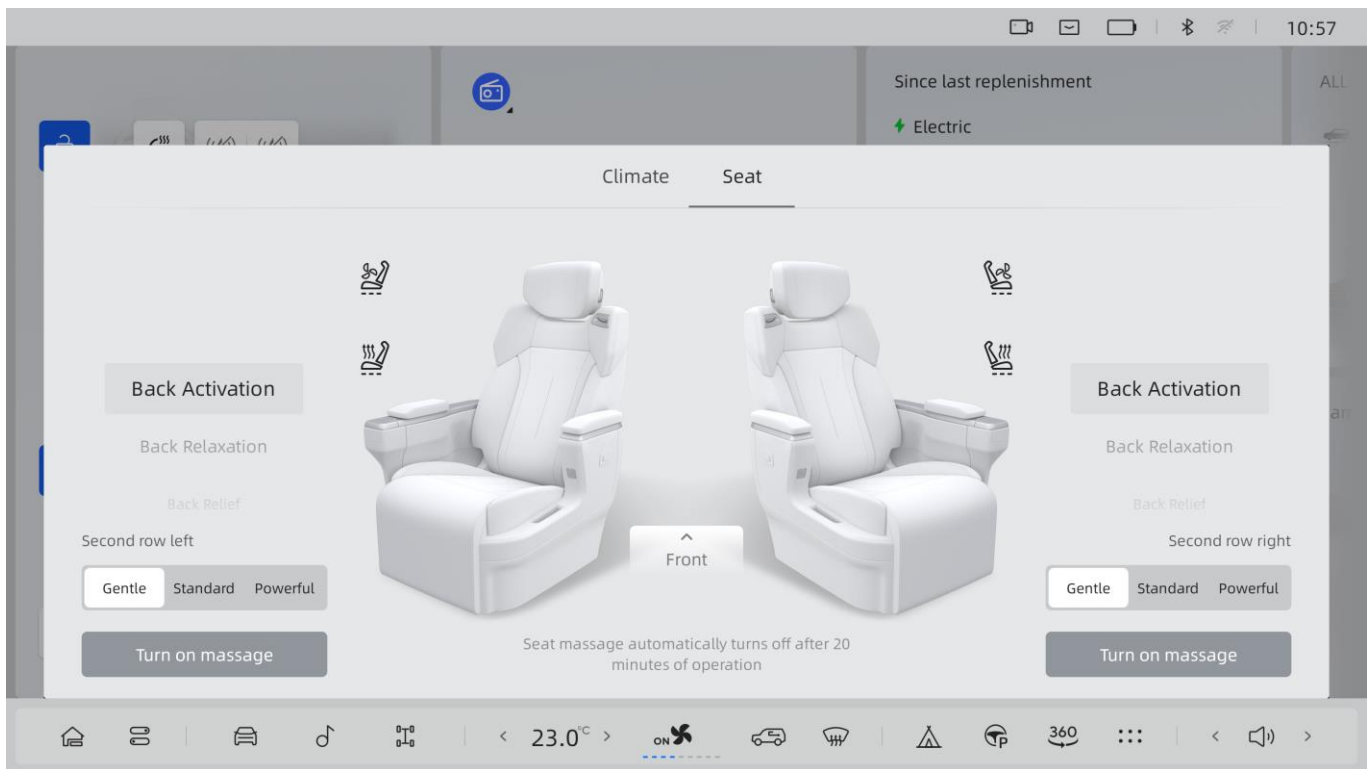 10:57
Since last replenishment
ALL
Electric
Climate
Seat
Back Activation
Back Relaxation
Back Relief
Second row left
Gentle Standard Powerful
Turn on massage
Front
Seat massage automatically turns off after 20
minutes of operation
Back Activation
Back Relaxation
Back Relief
Second row right
Gentle Standard Powerful
Turn on massage
23.0°C
ON
P
360